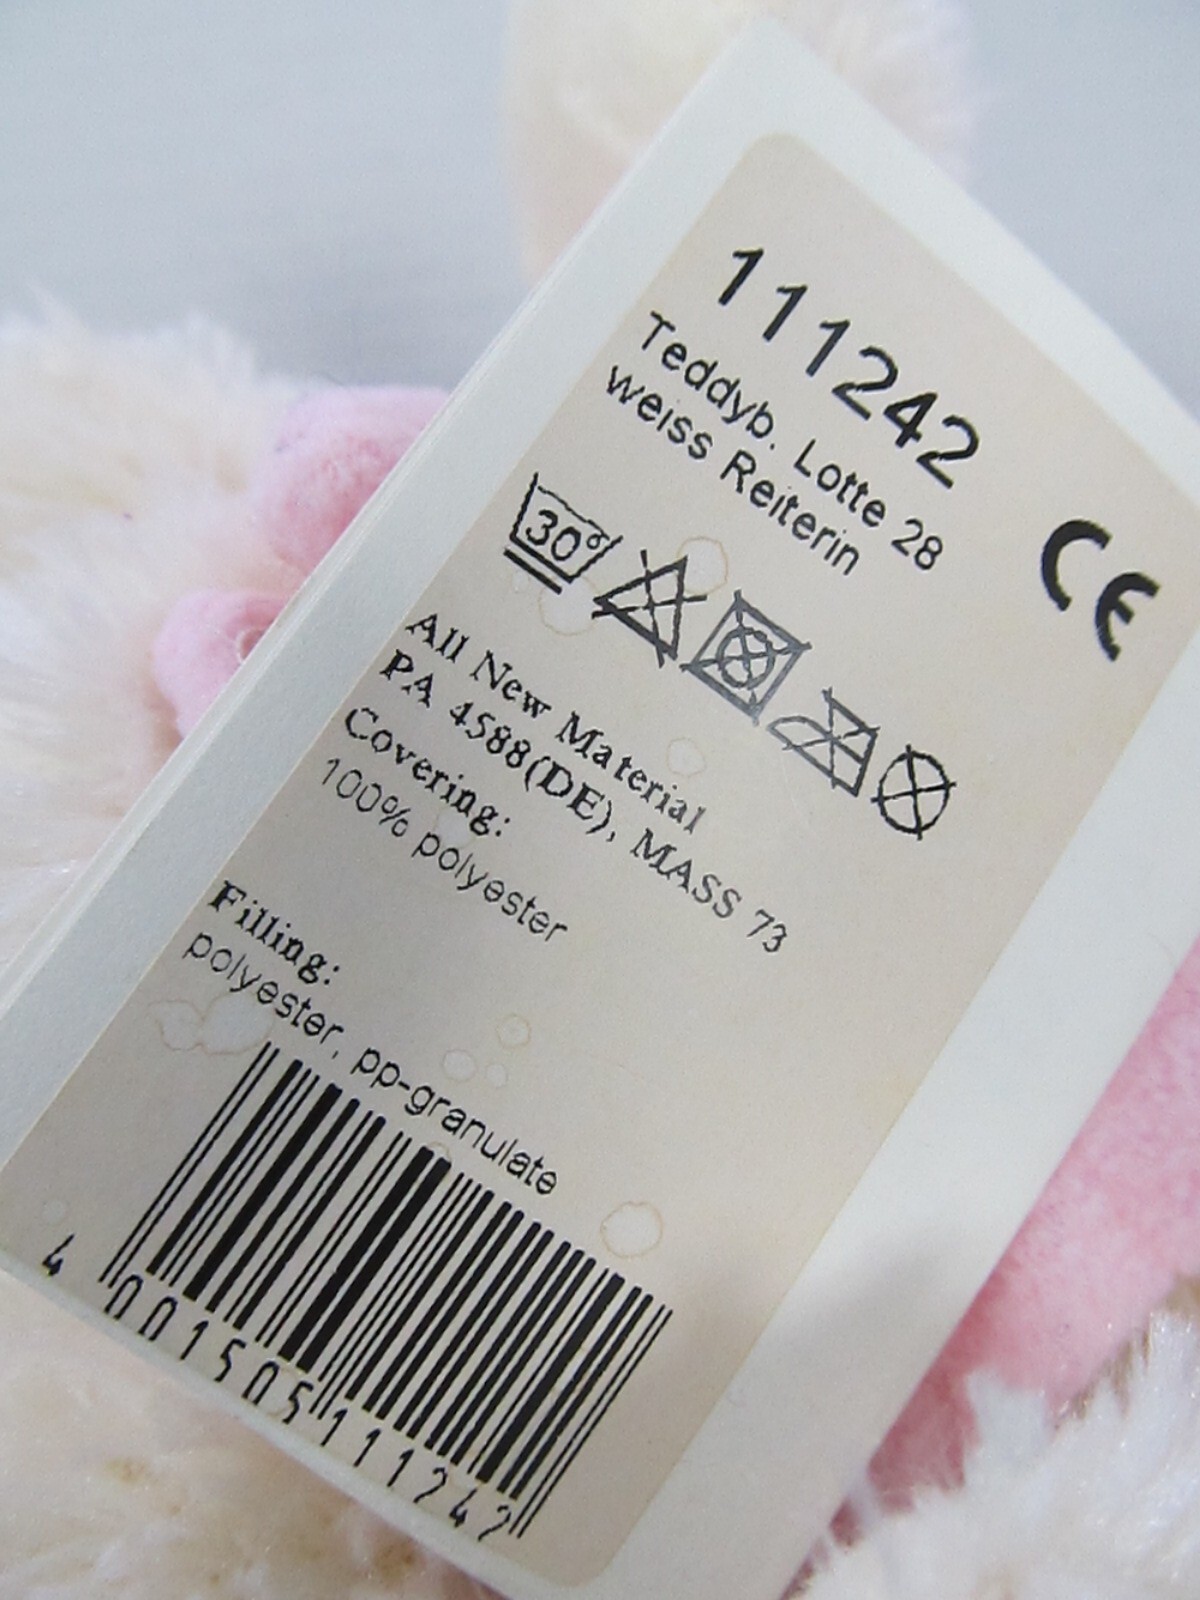 111242
Teddyb. Lotte 28
weiss Reiterin
CE
30°
All New Material
PA 4588(DE), MASS 73
Covering:
100% polyester
Filling:
polyester, pp-granulate
4 001505 111242